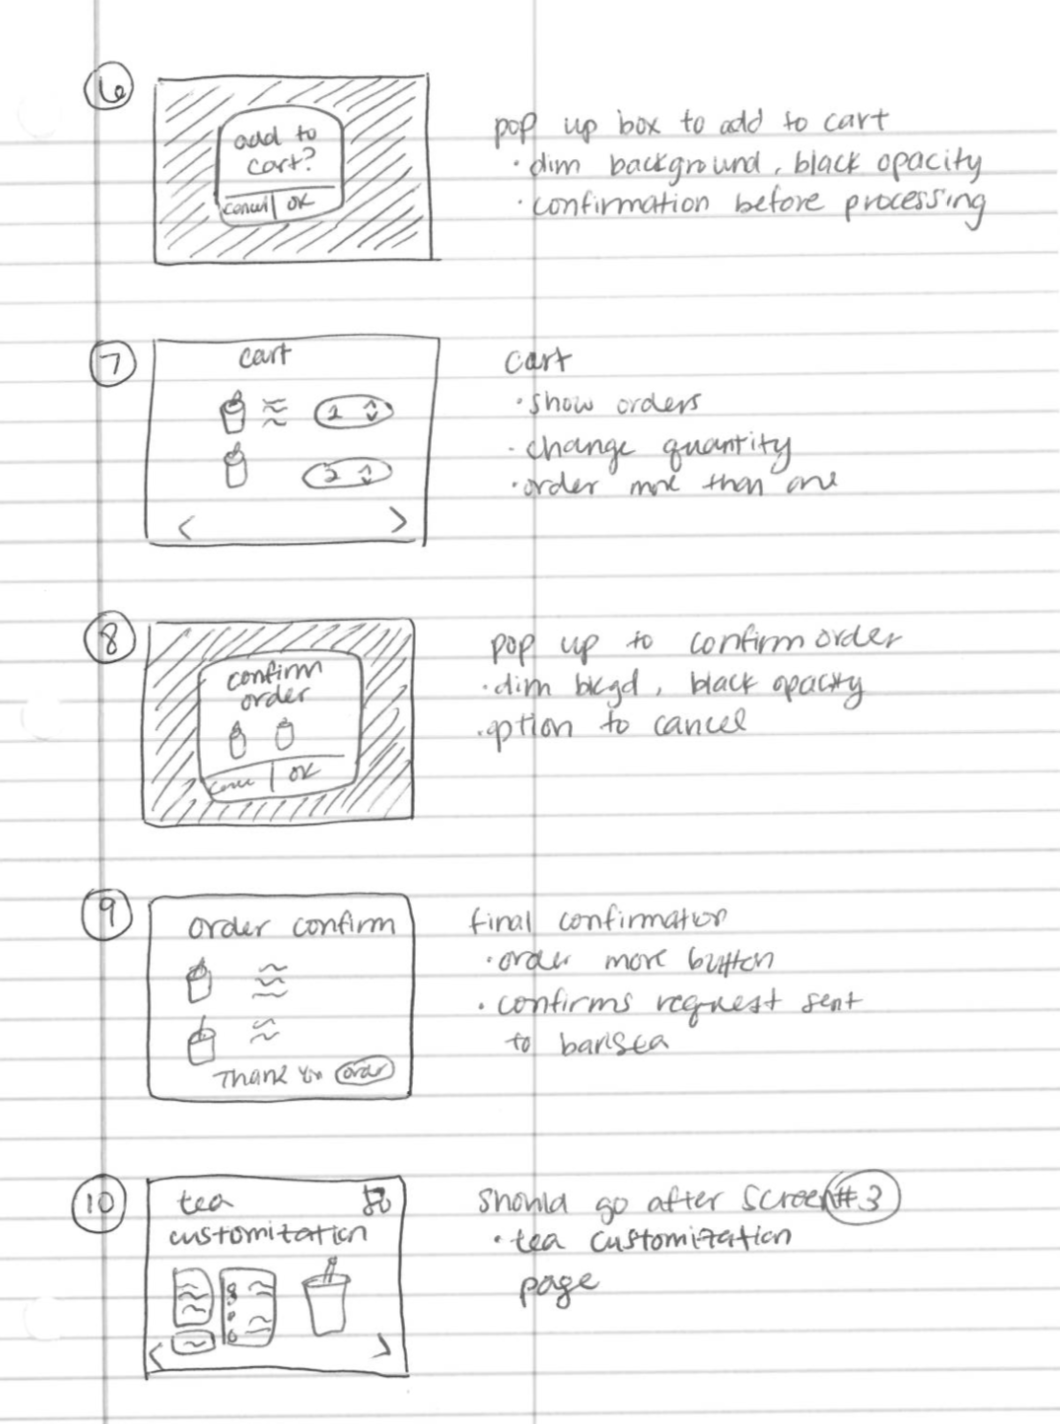 6
add to
cart?
cancel | OK
pop up box to add to cart
· dim background, black opacity
· confirmation before processing
7
cart
2
cart
· show orders
· change quantity
· order more than one
8
confirm
order
cancel | OK
pop up to confirm order
· dim bkgd, black opacity
· option to cancel
9
order confirm
Thank You order
final confirmation
· order more button
· confirms request sent
to barista
10
tea
customization
should go after screen #3
· tea customization
page